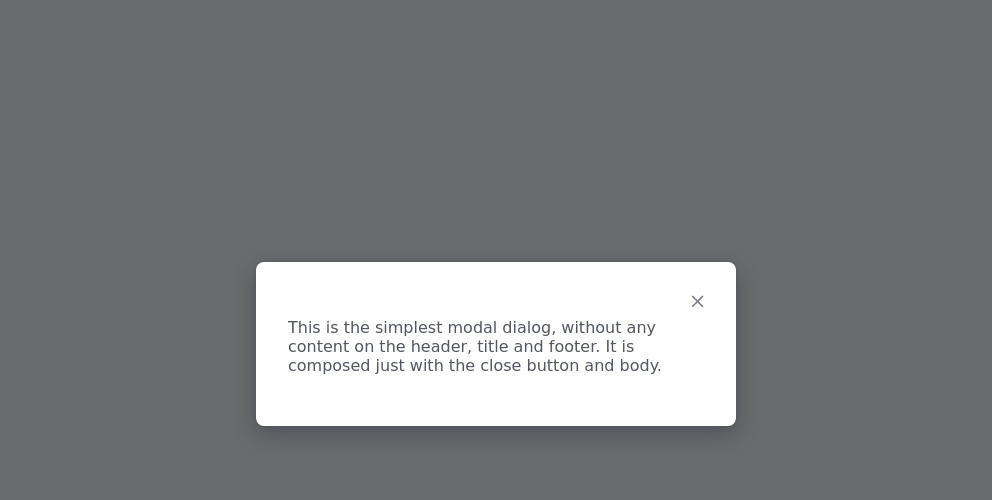 This is the simplest modal dialog, without any
content on the header, title and footer. It is
composed just with the close button and body.